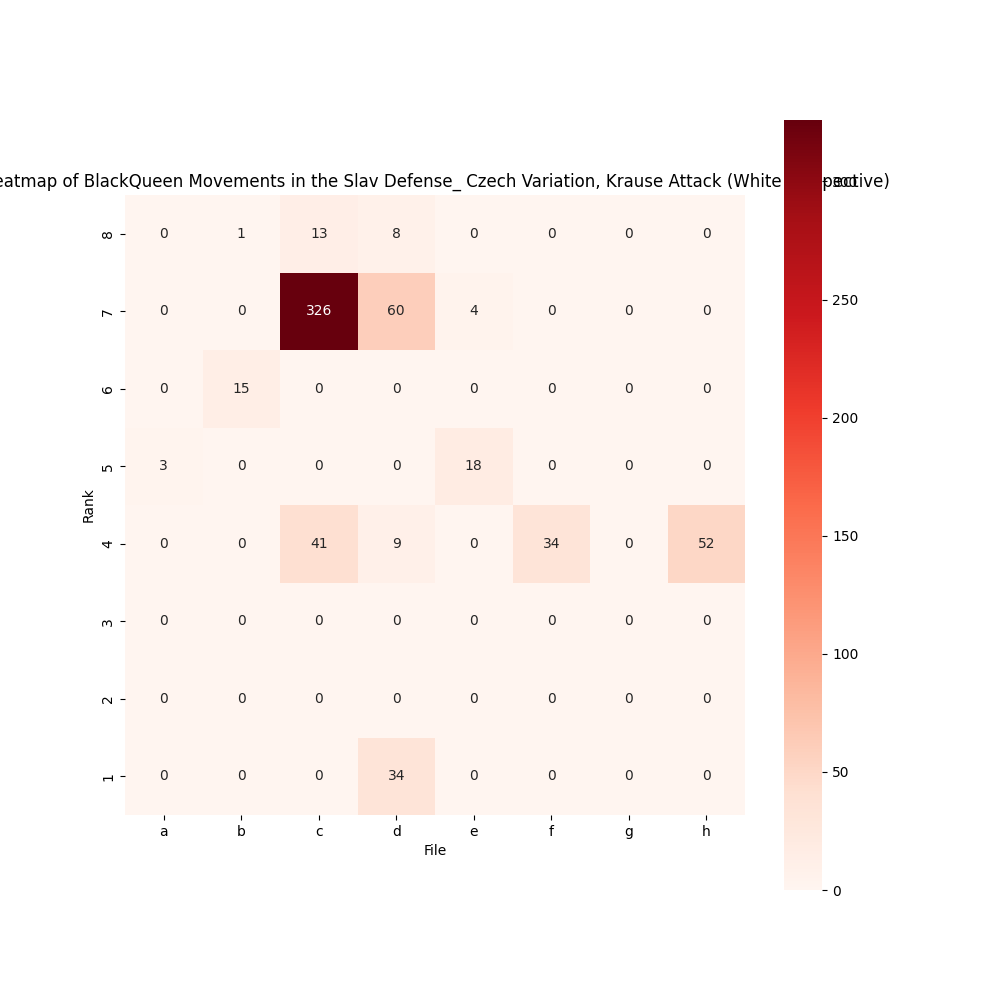 eatmap of BlackQueen Movements in the Slav Defense_ Czech Variation, Krause Attack (White pective)
8 0 1 13 8 0 0 0 0
7 0 0 326 60 4 0 0 0
6 0 15 0 0 0 0 0 0
5 3 0 0 0 18 0 0 0
4 0 0 41 9 0 34 0 52
3 0 0 0 0 0 0 0 0
2 0 0 0 0 0 0 0 0
1 0 0 0 34 0 0 0 0
a b c d e f g h
Rank
File
300
250
200
150
100
50
0